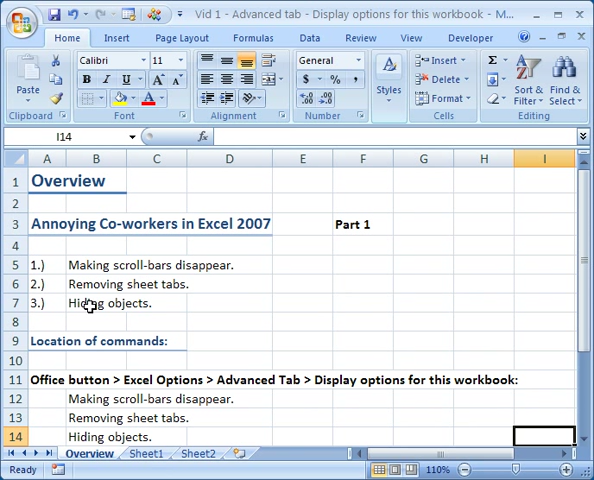 Vid 1 - Advanced tab - Display options for this workbook - M...
Home Insert Page Layout Formulas Data Review View Developer
Calibri 11 General
Paste B I U A A $ % , Styles Insert Delete Format Σ Sort & Filter Find & Select
Clipboard Font Alignment Number Cells Editing
I14 fx
A B C D E F G H I
1 Overview
2
3 Annoying Co-workers in Excel 2007 Part 1
4
5 1.) Making scroll-bars disappear.
6 2.) Removing sheet tabs.
7 3.) Hiding objects.
8
9 Location of commands:
10
11 Office button > Excel Options > Advanced Tab > Display options for this workbook:
12 Making scroll-bars disappear.
13 Removing sheet tabs.
14 Hiding objects.
Overview Sheet1 Sheet2
Ready 110%